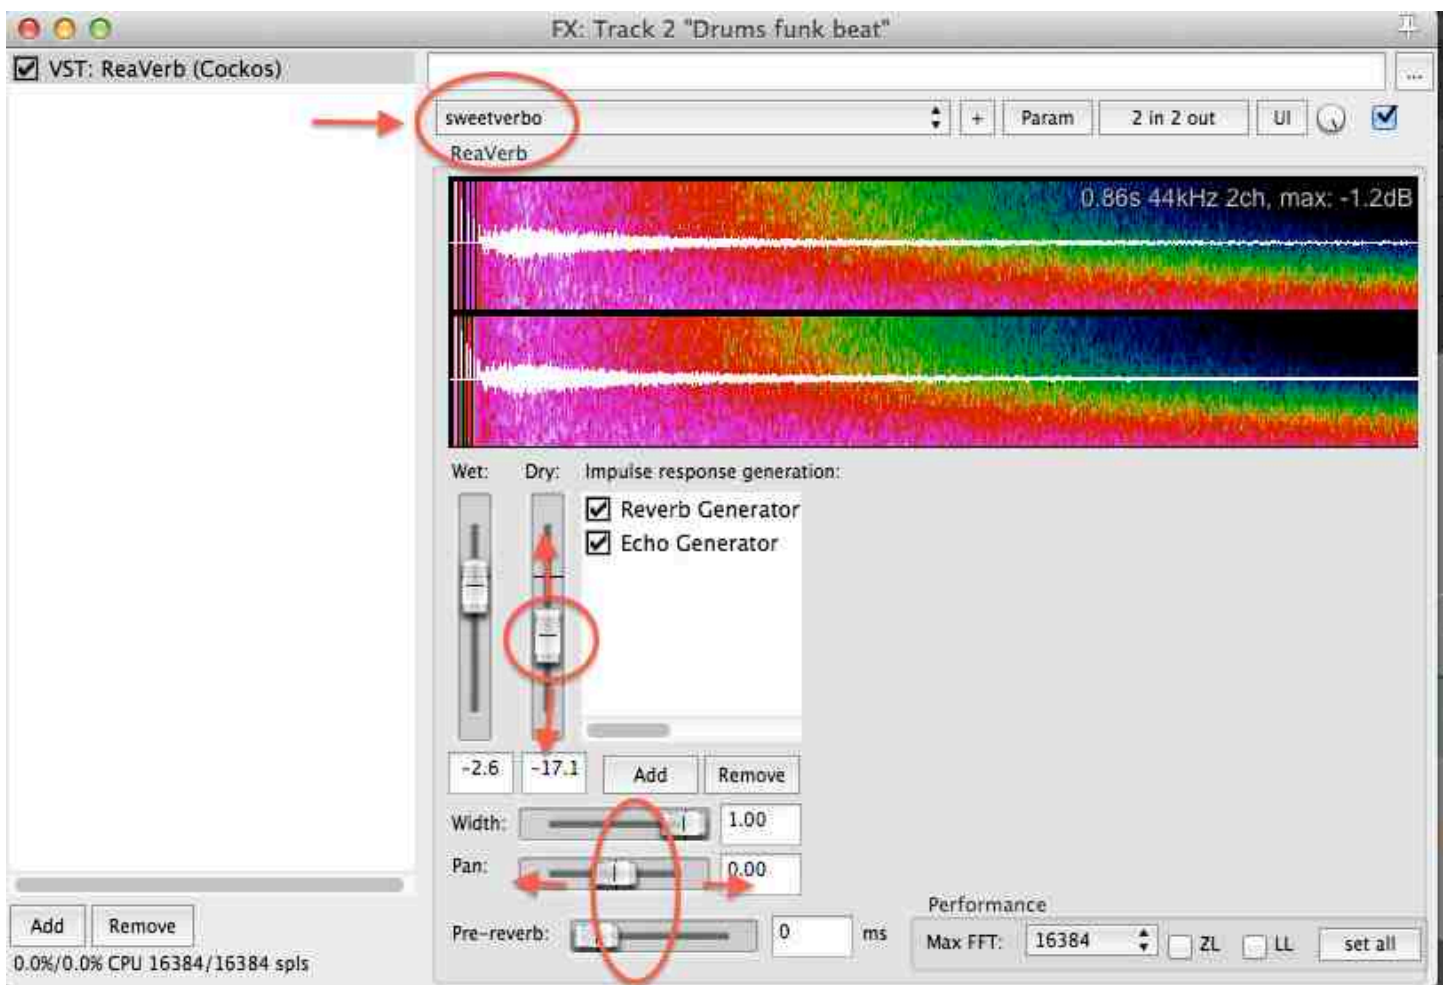 FX: Track 2 "Drums funk beat"
VST: ReaVerb (Cockos)
...
sweetverbo
+
Param
2 in 2 out
UI
ReaVerb
0.86s 44kHz 2ch, max: -1.2dB
Wet:
Dry:
Impulse response generation:
Reverb Generator
Echo Generator
-2.6
-17.1
Add
Remove
Width:
1.00
Pan:
0.00
Pre-reverb:
0
ms
Performance
Max FFT:
16384
ZL
LL
set all
Add
Remove
0.0%/0.0% CPU 16384/16384 spls